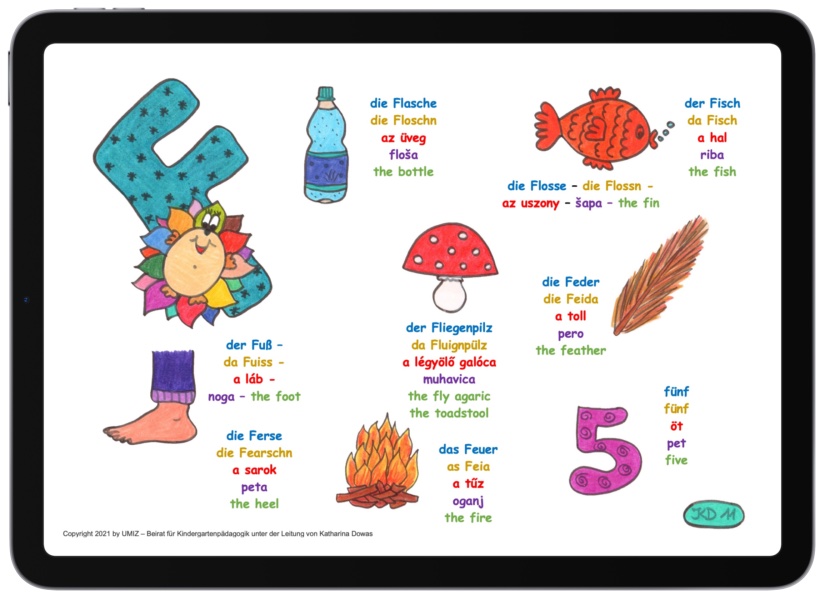 F
die Flasche
die Floschn
az üveg
floša
the bottle
der Fisch
da Fisch
a hal
riba
the fish
die Flosse – die Flossn -
az uszony - šapa - the fin
der Fliegenpilz
da Fluignpülz
a légyölő galóca
muhavica
the fly agaric
the toadstool
die Feder
die Feida
a toll
pero
the feather
der Fuß -
da Fuiss -
a láb -
noga - the foot
die Ferse
die Fearschn
a sarok
peta
the heel
das Feuer
as Feia
a tűz
oganj
the fire
5
fünf
fünf
öt
pet
five
JKD 11
Copyright 2021 by UMIZ – Beirat für Kindergartenpädagogik unter der Leitung von Katharina Dowas